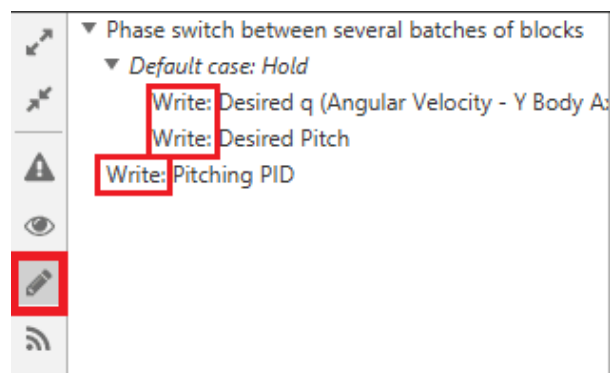 Phase switch between several batches of blocks
Default case: Hold
Write: Desired q (Angular Velocity - Y Body
Write: Desired Pitch
Write: Pitching PID